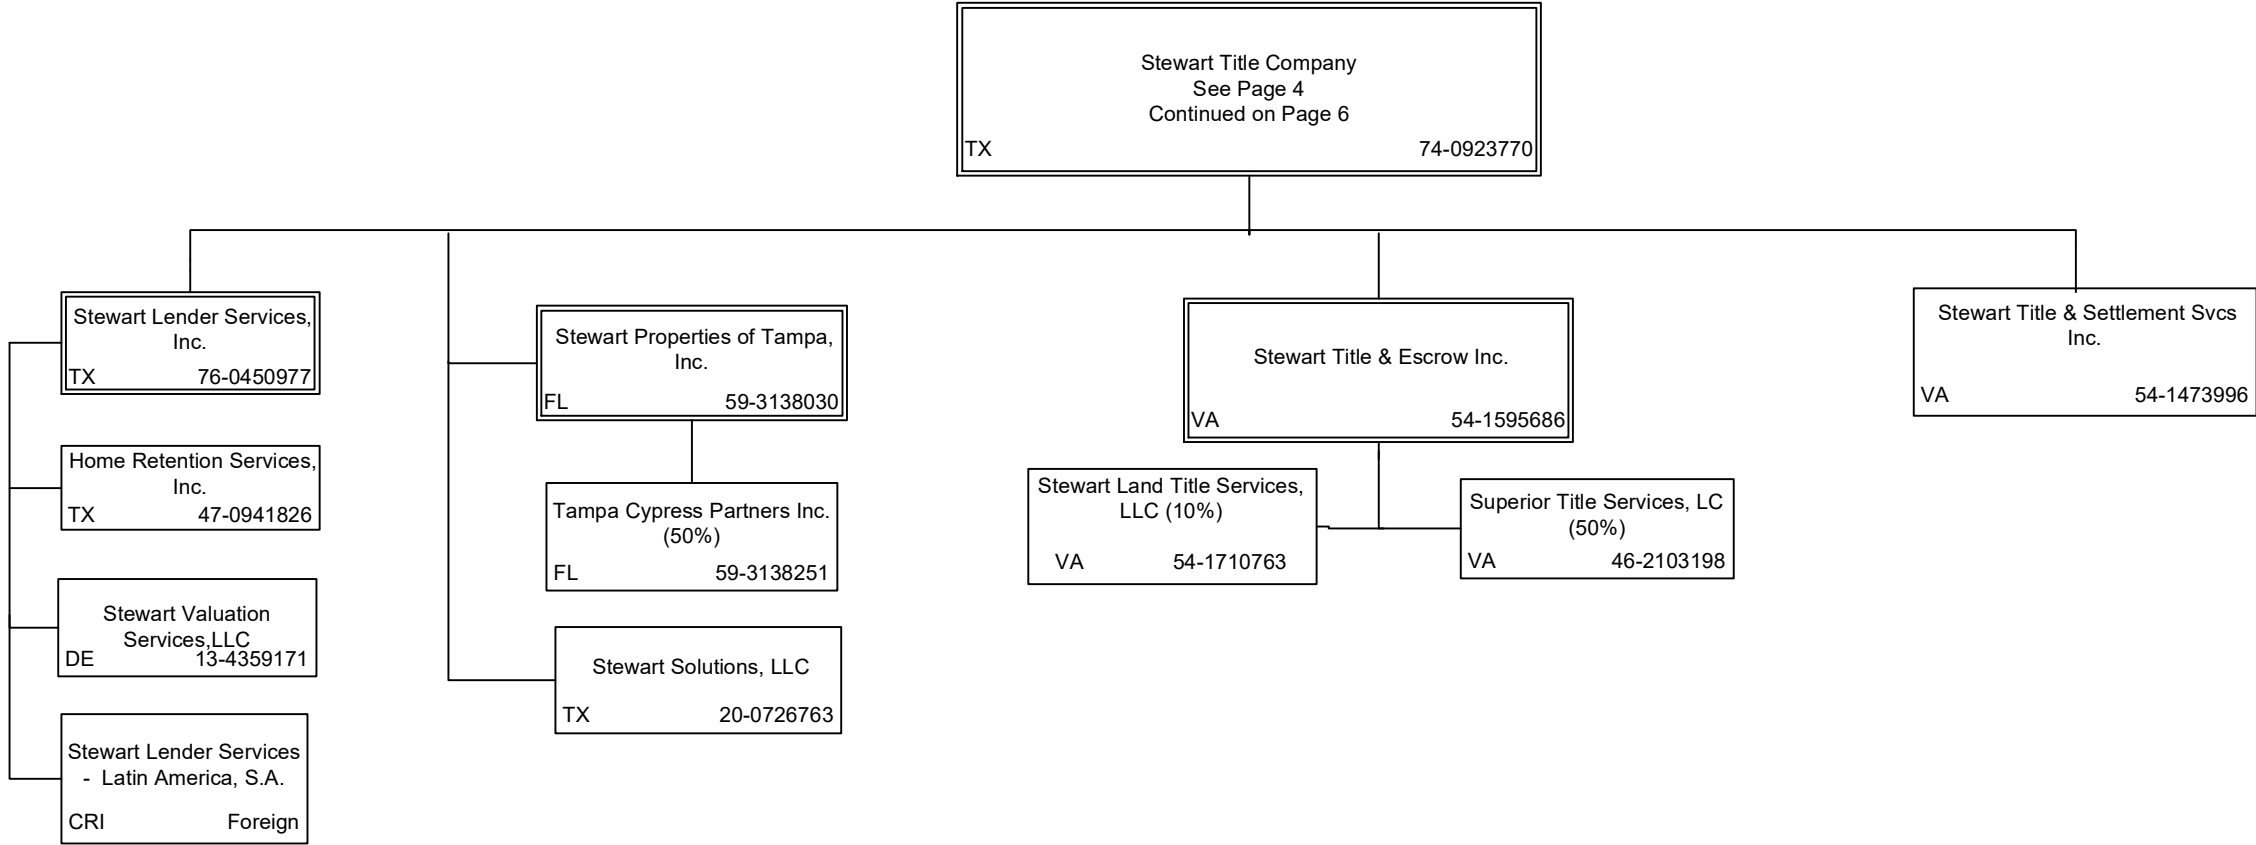 Stewart Title Company
See Page 4
Continued on Page 6
TX 74-0923770
Stewart Lender Services,
Inc.
TX 76-0450977
Home Retention Services,
Inc.
TX 47-0941826
Stewart Valuation
Services,LLC
DE 13-4359171
Stewart Lender Services
- Latin America, S.A.
CRI Foreign
Stewart Properties of Tampa,
Inc.
FL 59-3138030
Tampa Cypress Partners Inc.
(50%)
FL 59-3138251
Stewart Solutions, LLC
TX 20-0726763
Stewart Title & Escrow Inc.
VA 54-1595686
Stewart Land Title Services,
LLC (10%)
VA 54-1710763
Superior Title Services, LC
(50%)
VA 46-2103198
Stewart Title & Settlement Svcs
Inc.
VA 54-1473996